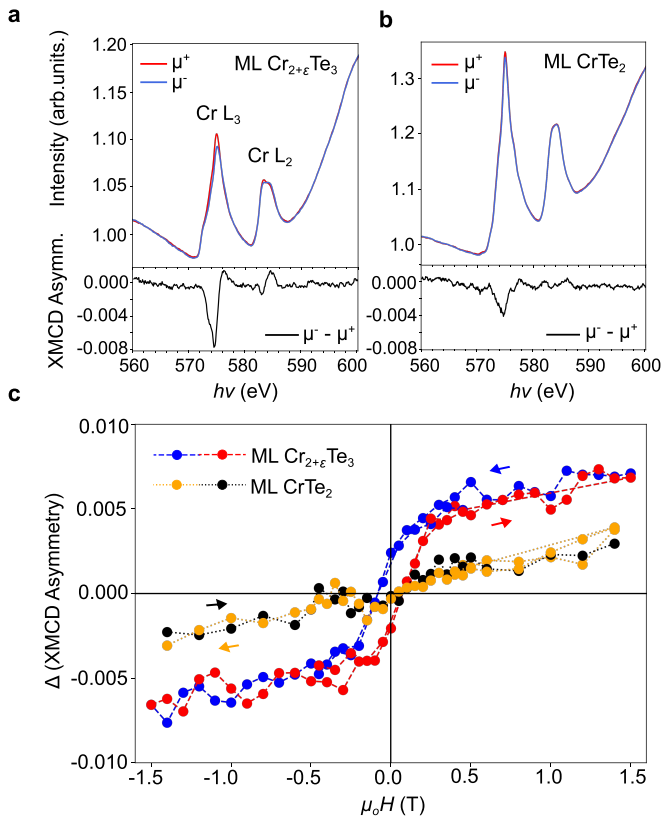 a
1.20
1.15
1.10
1.05
1.00
Intensity (arb.units.)
μ⁺
μ⁻
ML Cr₂₊εTe₃
Cr L₃
Cr L₂
0.000
-0.004
-0.008
XMCD Asymm.
μ⁻ - μ⁺
560 570 580 590 600
hν (eV)
b
1.3
1.2
1.1
1.0
μ⁺
μ⁻
ML CrTe₂
0.000
-0.004
-0.008
μ⁻ - μ⁺
560 570 580 590 600
hν (eV)
c
0.010
0.005
0.000
-0.005
-0.010
Δ (XMCD Asymmetry)
ML Cr₂₊εTe₃
ML CrTe₂
-1.5 -1.0 -0.5 0.0 0.5 1.0 1.5
μₒH (T)